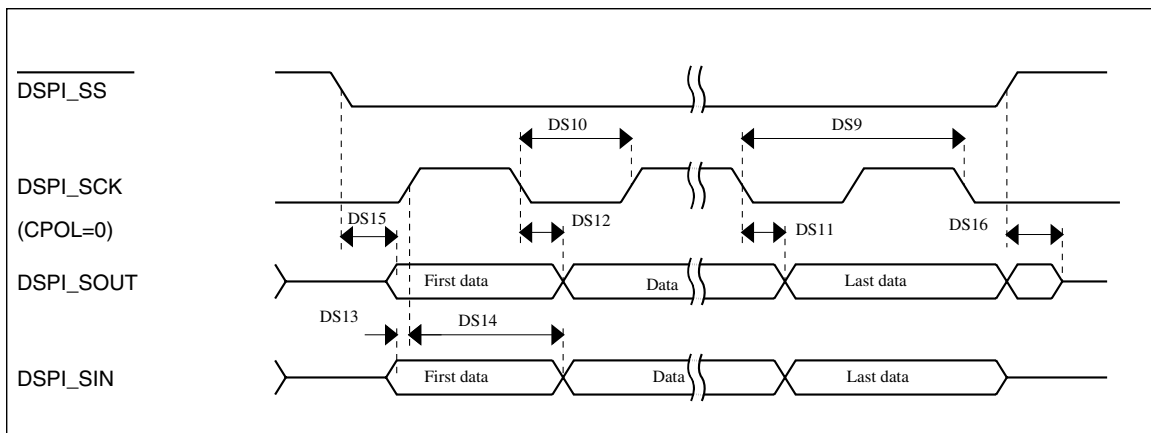 DSPI_SS
DS10
DS9
DSPI_SCK
(CPOL=0)
DS15
DS12
DS11
DS16
DSPI_SOUT
First data
Data
Last data
DS13
DS14
DSPI_SIN
First data
Data
Last data